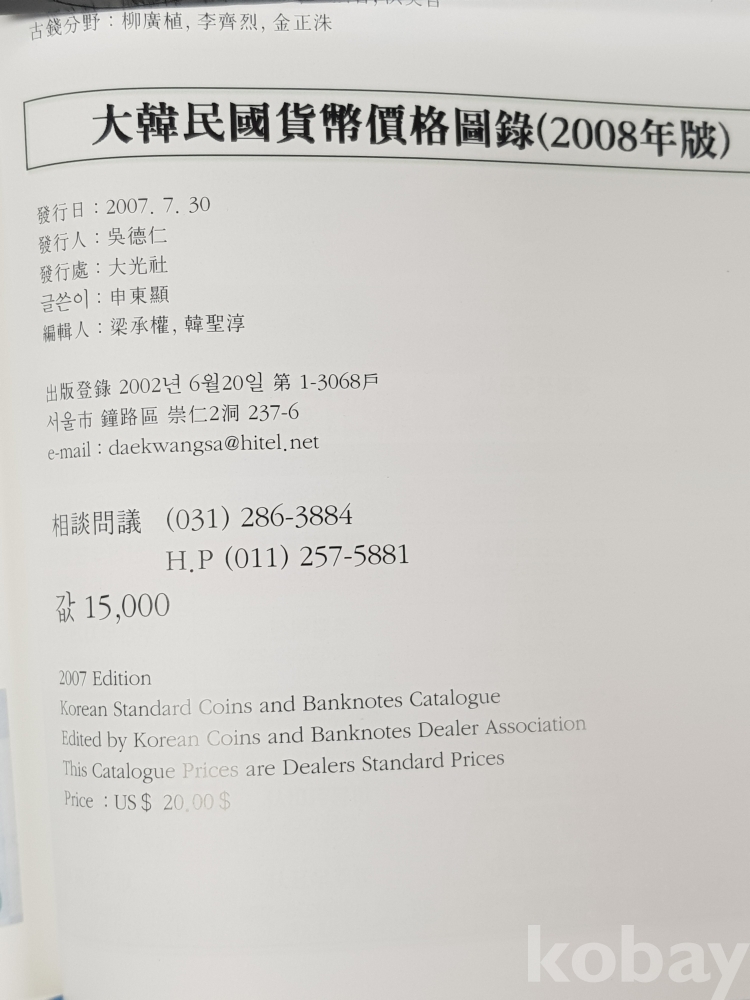 古錢分野 : 柳廣植, 李齊烈, 金正洙
大韓民國貨幣價格圖錄(2008年版)
發行日 : 2007. 7. 30
發行人 : 吳德仁
發行處 : 大光社
글쓴이 : 申東顯
編輯人 : 梁承權, 韓聖淳
出版登錄 2002년 6월20일 第 1-3068戶
서울市 鐘路區 崇仁2洞 237-6
e-mail : daekwangsa@hitel.net
相談問議 (031) 286-3884
H.P (011) 257-5881
값 15,000
2007 Edition
Korean Standard Coins and Banknotes Catalogue
Edited by Korean Coins and Banknotes Dealer Association
This Catalogue Prices are Dealers Standard Prices
Price : US $ 20.00 $
kobay